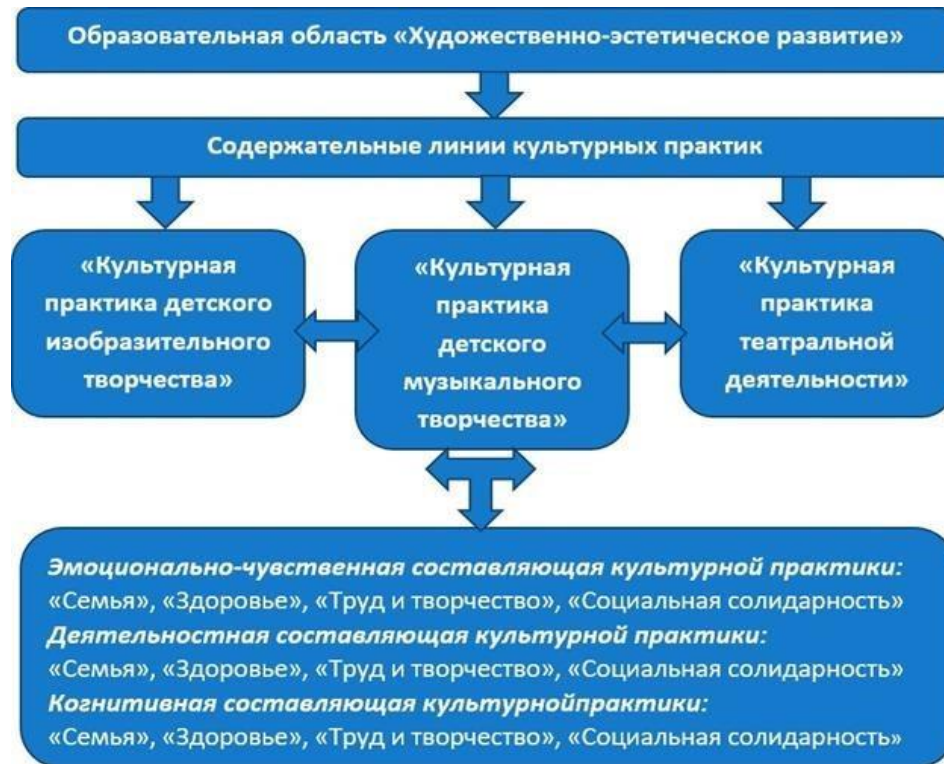 Образовательная область «Художественно-эстетическое развитие»
Содержательные линии культурных практик
«Культурная
практика детского
изобразительного
творчества»
«Культурная
практика
детского
музыкального
творчества»
«Культурная
практика
театральной
деятельности»
Эмоционально-чувственная составляющая культурной практики:
«Семья», «Здоровье», «Труд и творчество», «Социальная солидарность»
Деятельностная составляющая культурной практики:
«Семья», «Здоровье», «Труд и творчество», «Социальная солидарность»
Когнитивная составляющая культурнойпрактики:
«Семья», «Здоровье», «Труд и творчество», «Социальная солидарность»